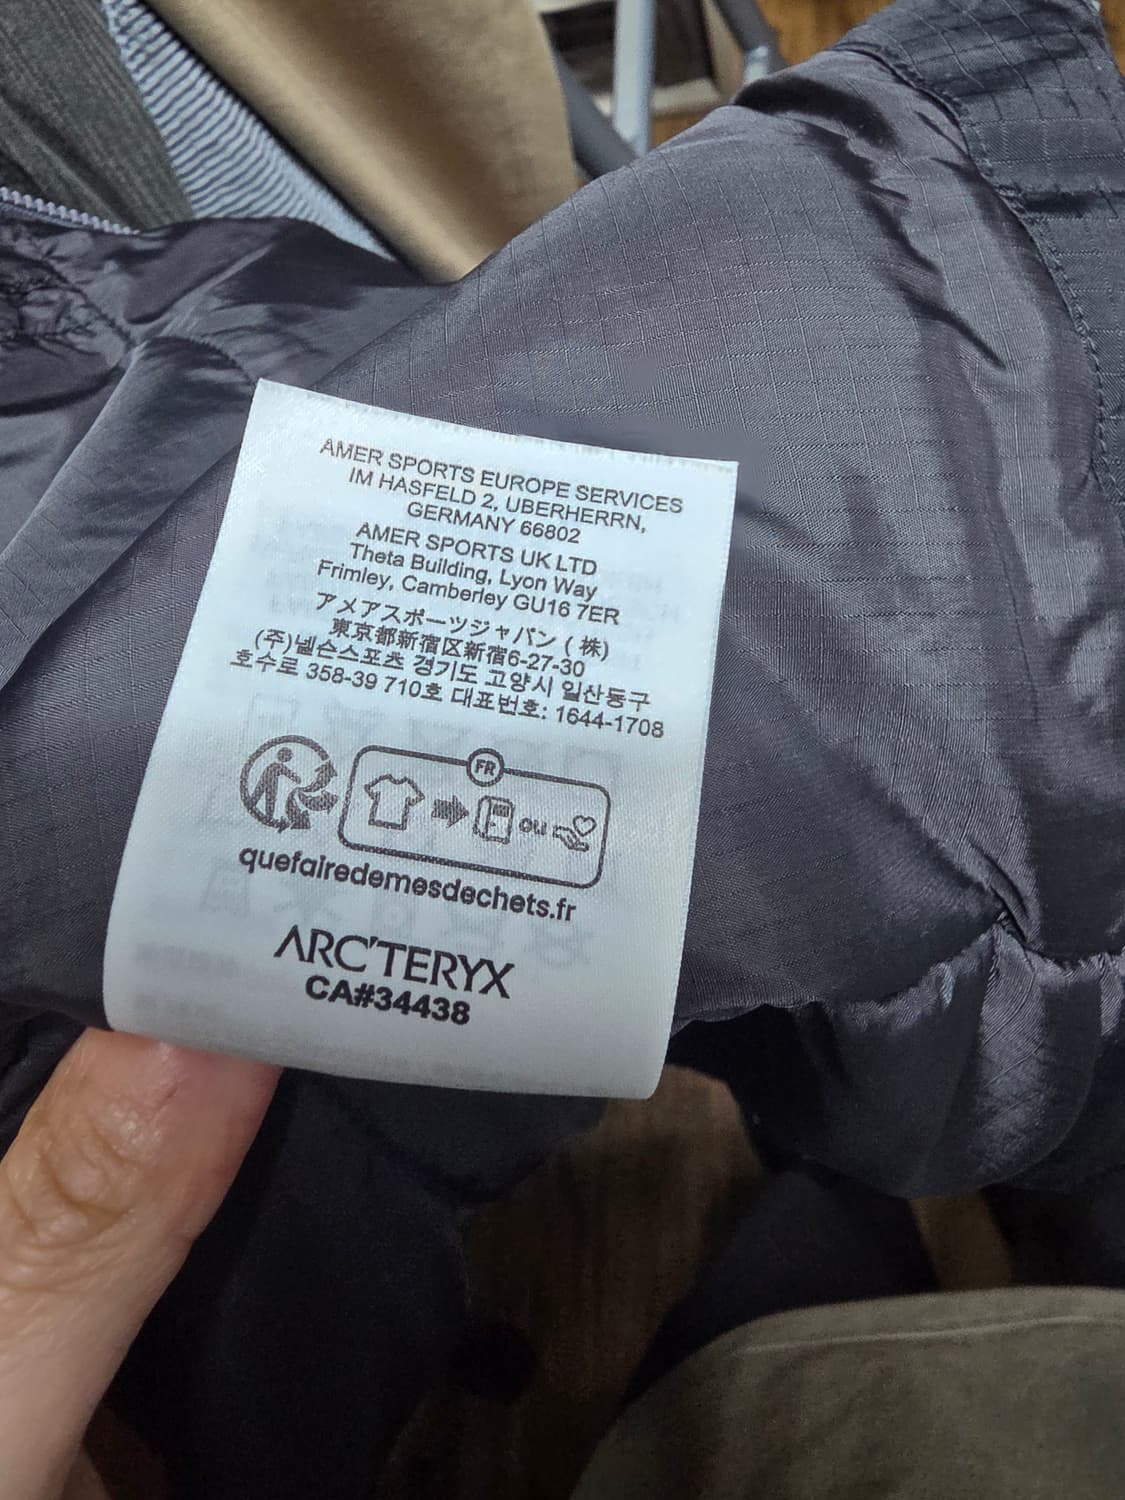 AMER SPORTS EUROPE SERVICES
IM HASFELD 2, UBERHERRN,
GERMANY 66802
AMER SPORTS UK LTD
Theta Building, Lyon Way
Frimley, Camberley GU16 7ER
アメアスポーツジャパン (株)
東京都新宿区新宿6-27-30
(주)넬슨스포츠 경기도 고양시 일산동구
호수로 358-39 710호 대표번호: 1644-1708
FR
ou
quefairedemesdechets.fr
ARC'TERYX
CA#34438